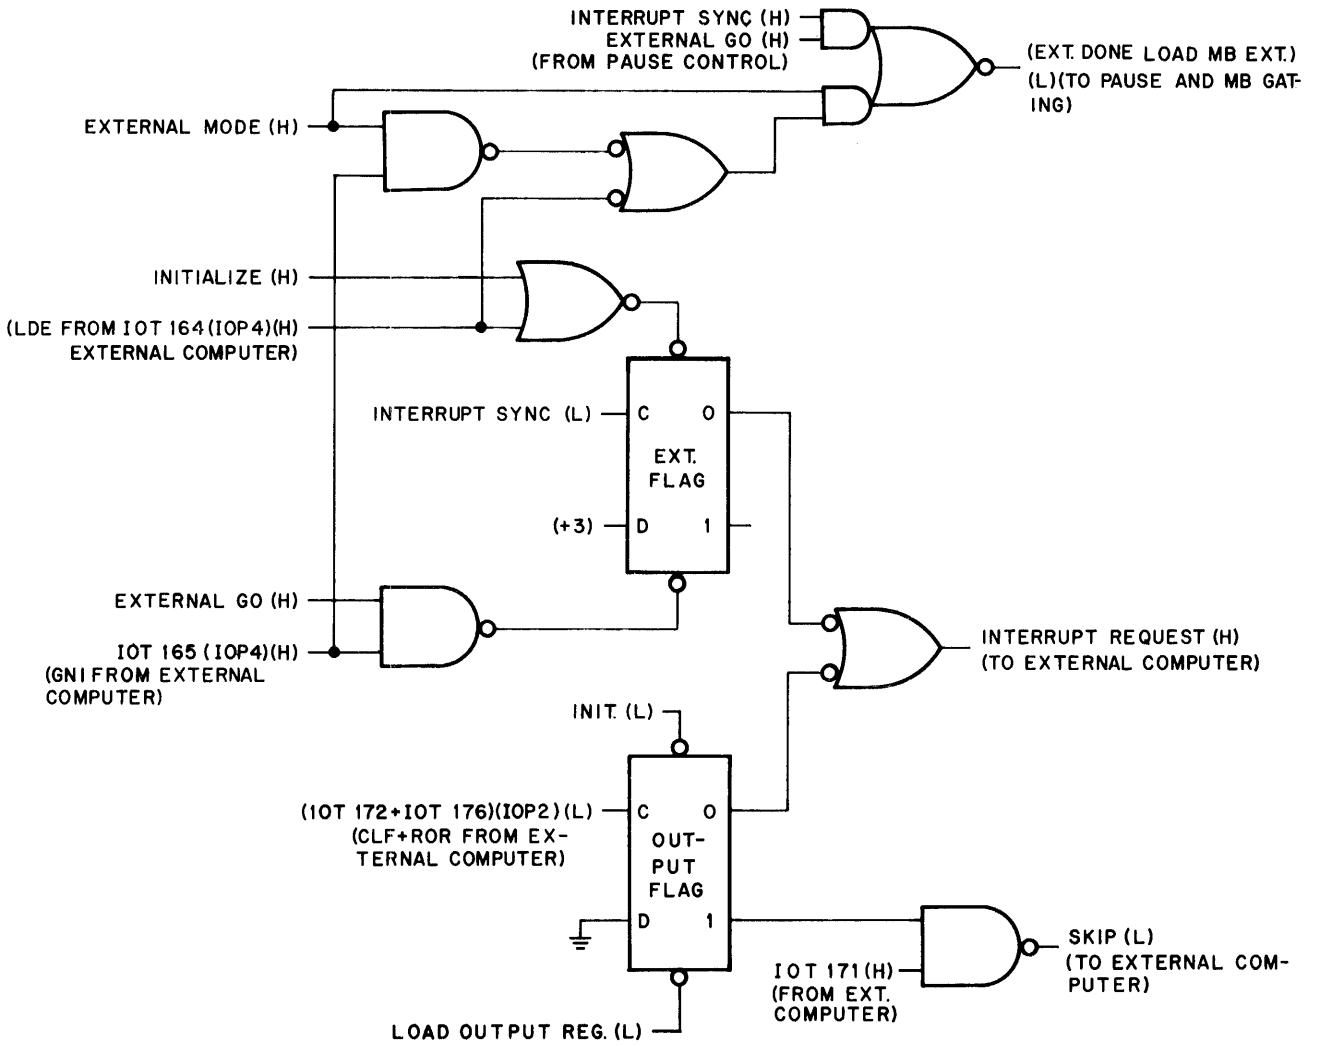 INTERRUPT SYNC (H)
EXTERNAL GO (H)
(FROM PAUSE CONTROL)
(EXT. DONE LOAD MB EXT.)
(L)(TO PAUSE AND MB GAT-
ING)
EXTERNAL MODE (H)
INITIALIZE (H)
(LDE FROM IOT 164 (IOP4)(H)
EXTERNAL COMPUTER)
INTERRUPT SYNC (L)
C
0
EXT.
FLAG
(+3)
D
1
EXTERNAL GO (H)
IOT 165 (IOP4)(H)
(GNI FROM EXTERNAL
COMPUTER)
INTERRUPT REQUEST (H)
(TO EXTERNAL COMPUTER)
INIT. (L)
(IOT 172+IOT 176)(IOP2)(L)
(CLF+ROR FROM EX-
TERNAL COMPUTER)
C
0
OUT-
PUT
FLAG
D
1
SKIP (L)
(TO EXTERNAL COM-
PUTER)
IOT 171 (H)
(FROM EXT.
COMPUTER)
LOAD OUTPUT REG. (L)